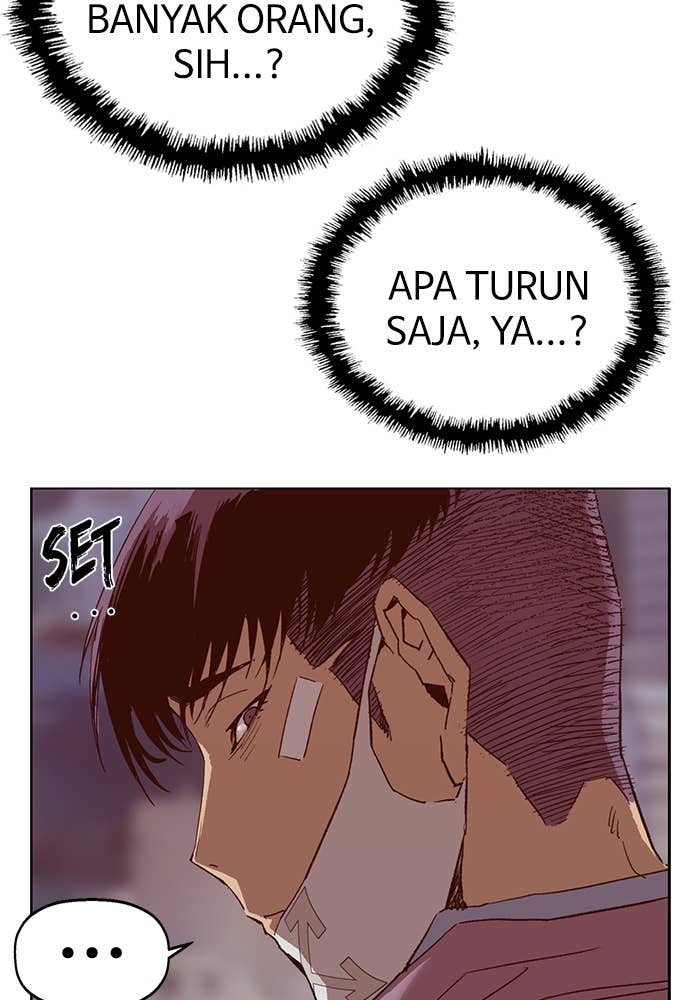 BANYAK ORANG,
SIH...?
APA TURUN
SAJA, YA...?
SET
...
...